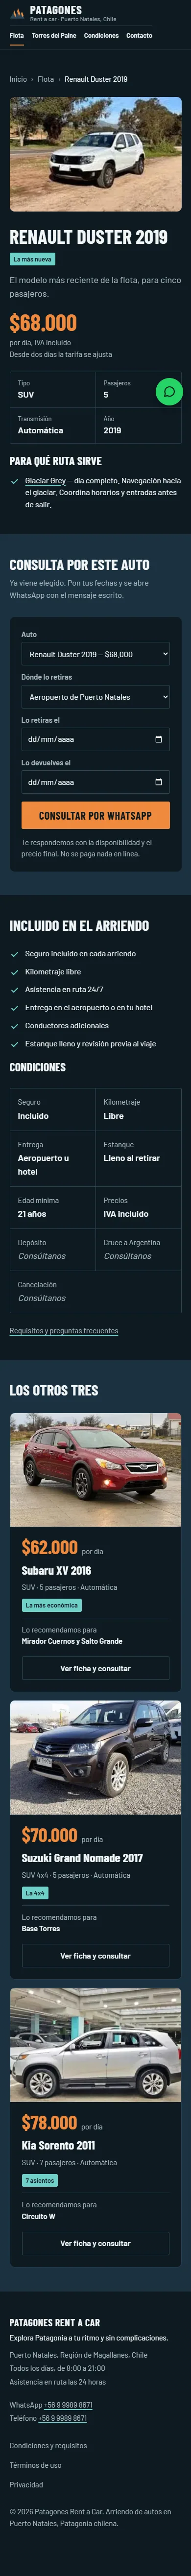 PATAGONES
Rent a car · Puerto Natales, Chile
Flota Torres del Paine Condiciones Contacto
Inicio › Flota › Renault Duster 2019
RENAULT DUSTER 2019
La más nueva
El modelo más reciente de la flota, para cinco
pasajeros.
$68.000
por día, IVA incluido
Desde dos días la tarifa se ajusta
Tipo
SUV
Pasajeros
5
Transmisión
Automática
Año
2019
PARA QUÉ RUTA SIRVE
Glaciar Grey — día completo. Navegación hacia
el glaciar. Coordina horarios y entradas antes
de salir.
CONSULTA POR ESTE AUTO
Ya viene elegido. Pon tus fechas y se abre
WhatsApp con el mensaje escrito.
Auto
Renault Duster 2019 — $68.000
Dónde lo retiras
Aeropuerto de Puerto Natales
Lo retiras el
dd/mm/aaaa
Lo devuelves el
dd/mm/aaaa
CONSULTAR POR WHATSAPP
Te respondemos con la disponibilidad y el
precio final. No se paga nada en línea.
INCLUIDO EN EL ARRIENDO
Seguro incluido en cada arriendo
Kilometraje libre
Asistencia en ruta 24/7
Entrega en el aeropuerto o en tu hotel
Conductores adicionales
Estanque lleno y revisión previa al viaje
CONDICIONES
Seguro
Incluido
Kilometraje
Libre
Entrega
Aeropuerto u
hotel
Estanque
Lleno al retirar
Edad mínima
21 años
Precios
IVA incluido
Depósito
Consúltanos
Cruce a Argentina
Consúltanos
Cancelación
Consúltanos
Requisitos y preguntas frecuentes
LOS OTROS TRES
$62.000 por día
Subaru XV 2016
SUV · 5 pasajeros · Automática
La más económica
Lo recomendamos para
Mirador Cuernos y Salto Grande
Ver ficha y consultar
$70.000 por día
Suzuki Grand Nomade 2017
SUV 4x4 · 5 pasajeros · Automática
La 4x4
Lo recomendamos para
Base Torres
Ver ficha y consultar
$78.000 por día
Kia Sorento 2011
SUV · 7 pasajeros · Automática
7 asientos
Lo recomendamos para
Circuito W
Ver ficha y consultar
PATAGONES RENT A CAR
Explora Patagonia a tu ritmo y sin complicaciones.
Puerto Natales, Región de Magallanes, Chile
Todos los días, de 8:00 a 21:00
Asistencia en ruta las 24 horas
WhatsApp +56 9 9989 8671
Teléfono +56 9 9989 8671
Condiciones y requisitos
Términos de uso
Privacidad
© 2026 Patagones Rent a Car. Arriendo de autos en
Puerto Natales, Patagonia chilena.